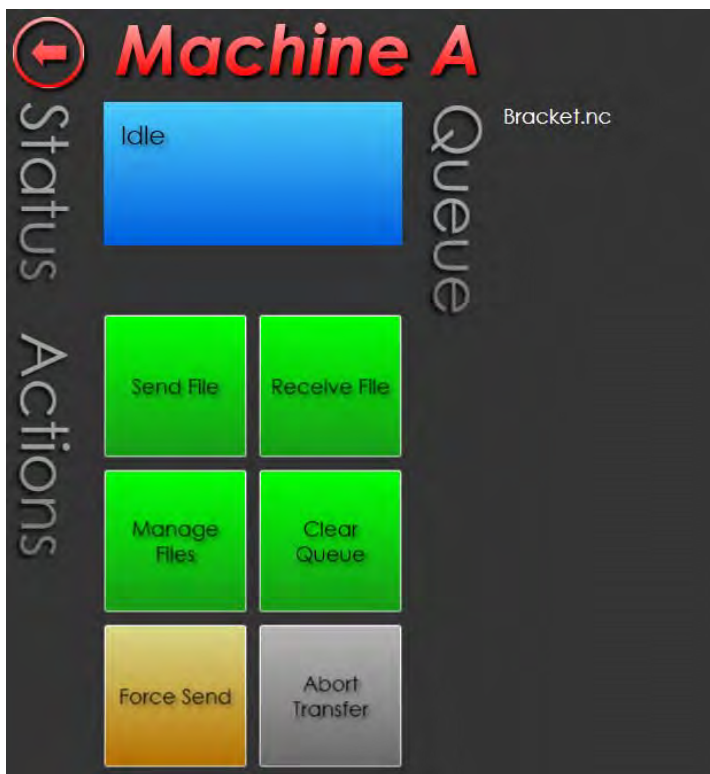 Machine A
Status
Idle
Queue
Bracket.nc
Actions
Send File
Receive File
Manage
Files
Clear
Queue
Force Send
Abort
Transfer